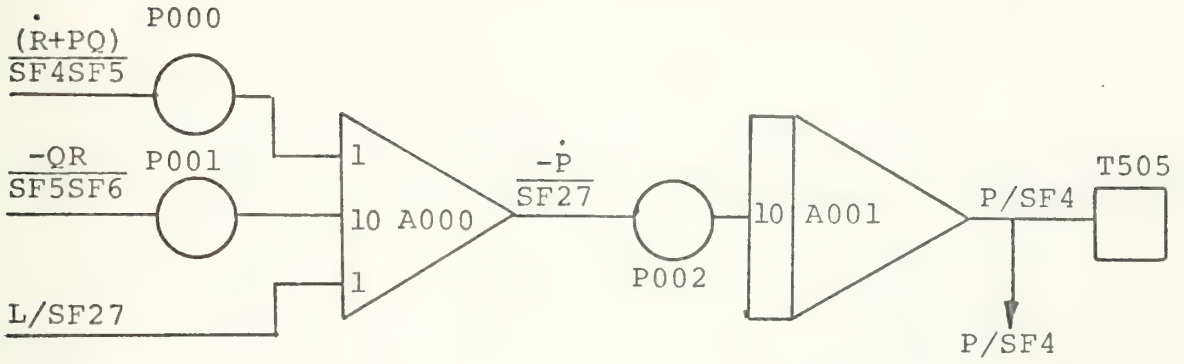 P000
(Ṙ+PQ)
SF4SF5
-QR
SF5SF6
P001
L/SF27
1
10
1
A000
-Ṗ
SF27
P002
10
A001
P/SF4
T505
P/SF4